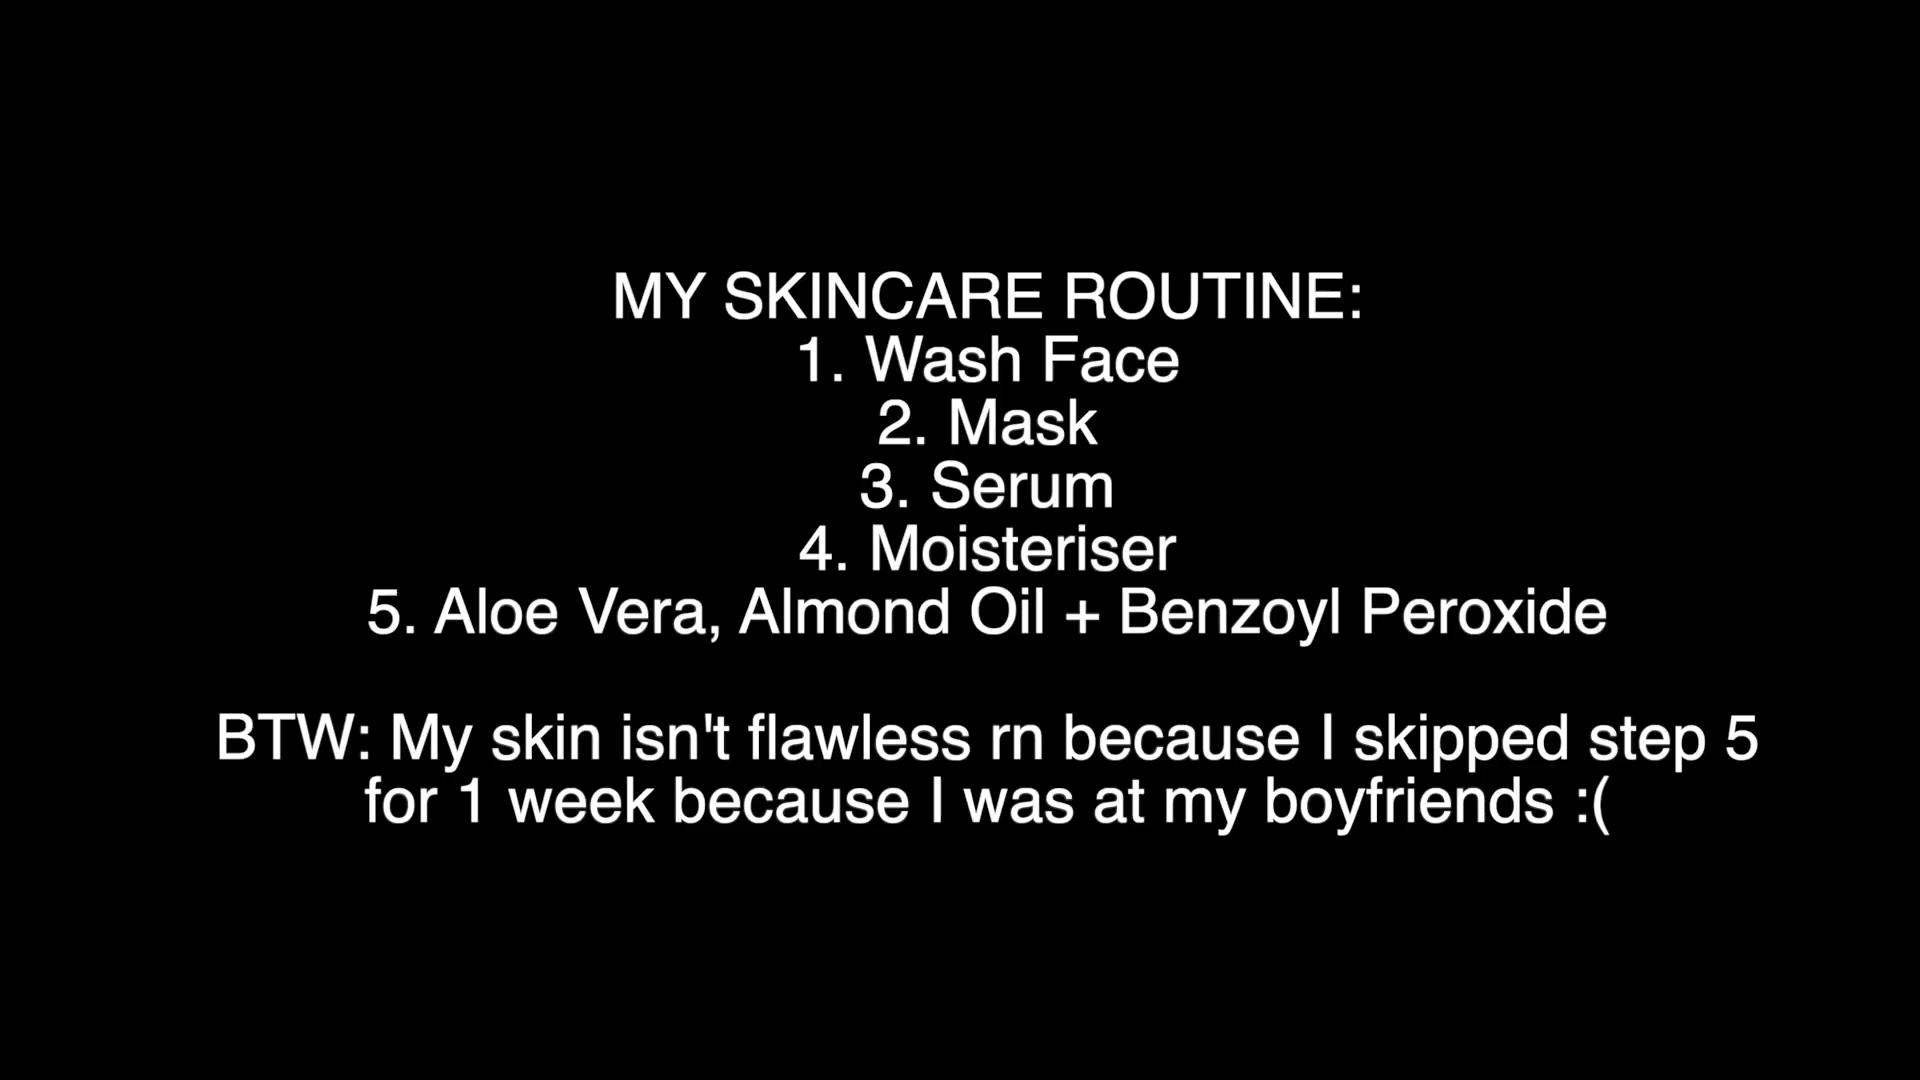 MY SKINCARE ROUTINE:
1. Wash Face
2. Mask
3. Serum
4. Moisteriser
5. Aloe Vera, Almond Oil + Benzoyl Peroxide
BTW: My skin isn't flawless rn because I skipped step 5
for 1 week because I was at my boyfriends :(